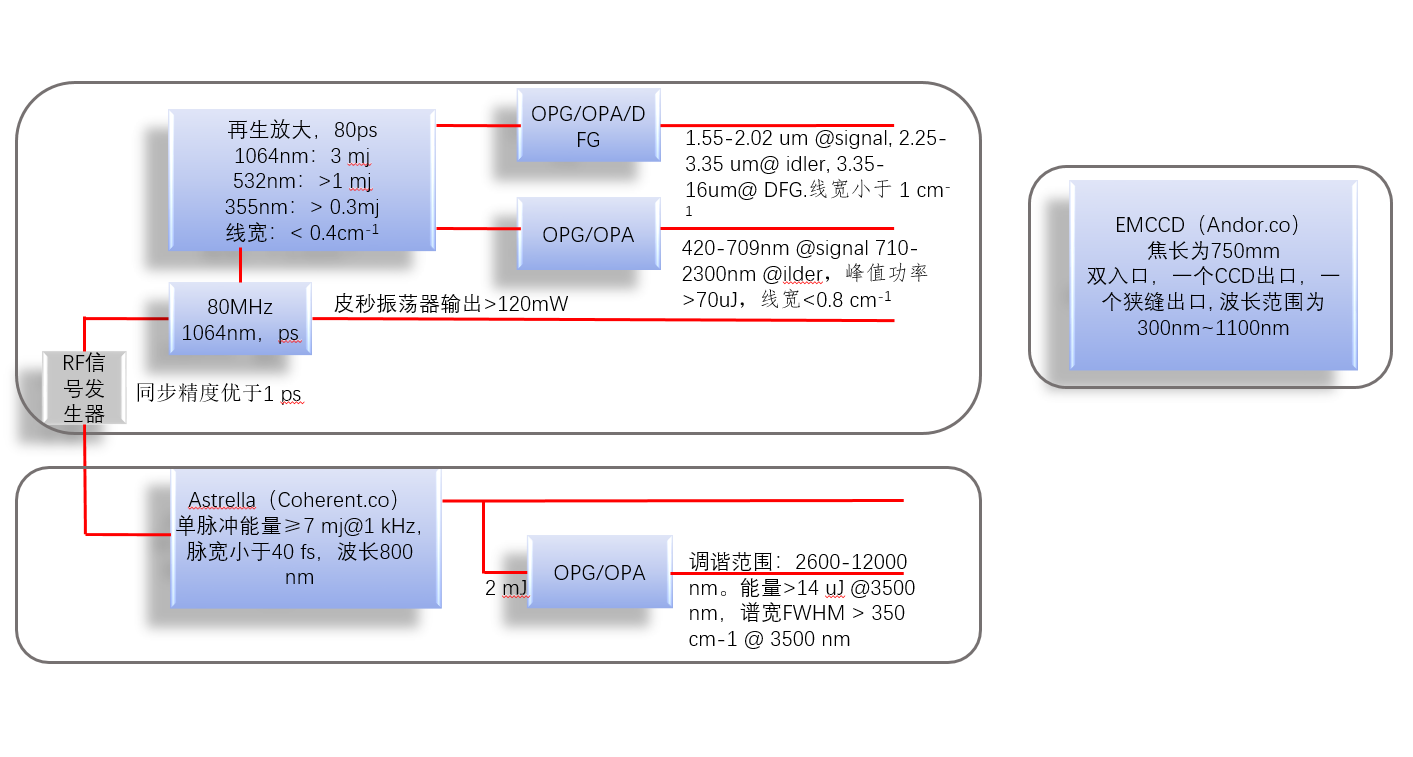 再生放大，80ps
1064nm：3 mj
532nm：>1 mj
355nm：> 0.3mj
线宽：< 0.4cm-1
OPG/OPA/D
FG
1.55-2.02 um @signal, 2.25-
3.35 um@ idler, 3.35-
16um@ DFG.线宽小于 1 cm-
1
OPG/OPA
420-709nm @signal 710-
2300nm @ilder，峰值功率
>70uJ，线宽<0.8 cm-1
80MHz
1064nm，ps
皮秒振荡器输出>120mW
RF信
号发
生器
同步精度优于1 ps
Astrella（Coherent.co）
单脉冲能量≥7 mj@1 kHz,
脉宽小于40 fs，波长800
nm
2 mJ
OPG/OPA
调谐范围：2600-12000
nm。能量>14 uJ @3500
nm，谱宽FWHM > 350
cm-1 @ 3500 nm
EMCCD（Andor.co）
焦长为750mm
双入口，一个CCD出口，一
个狭缝出口, 波长范围为
300nm~1100nm